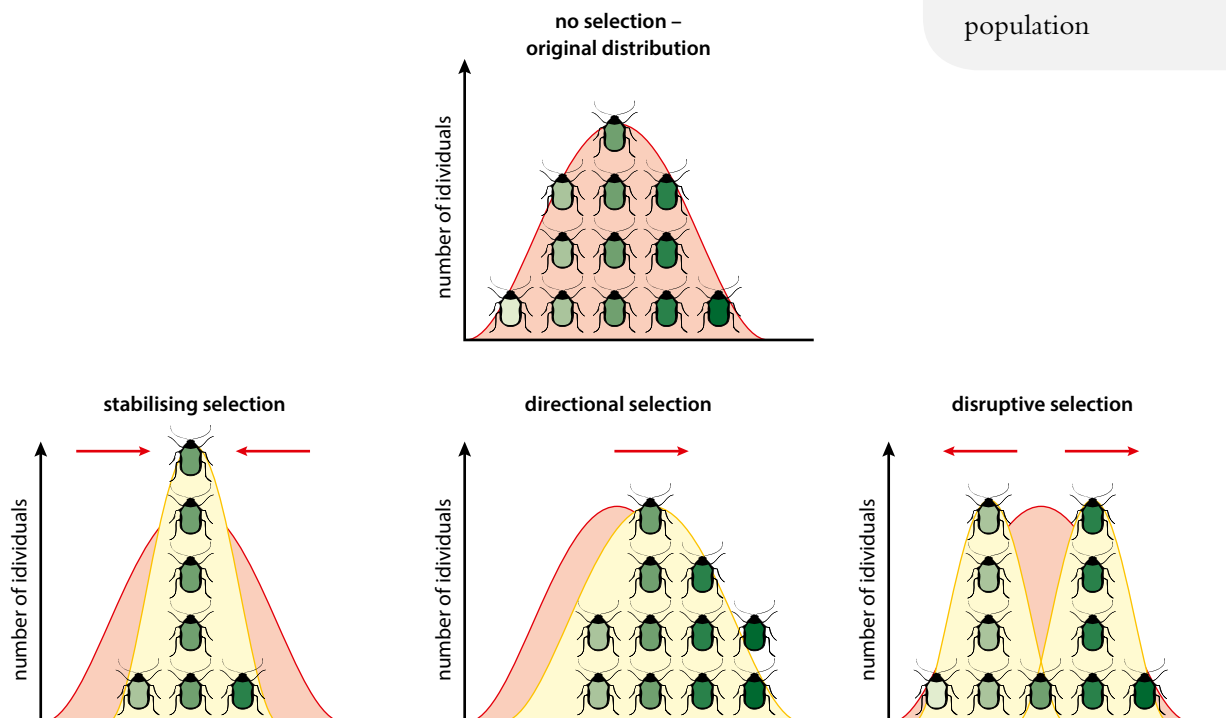 population
no selection –
original distribution
number of idividuals
stabilising selection
directional selection
disruptive selection
number of idividuals
number of idividuals
number of idividuals